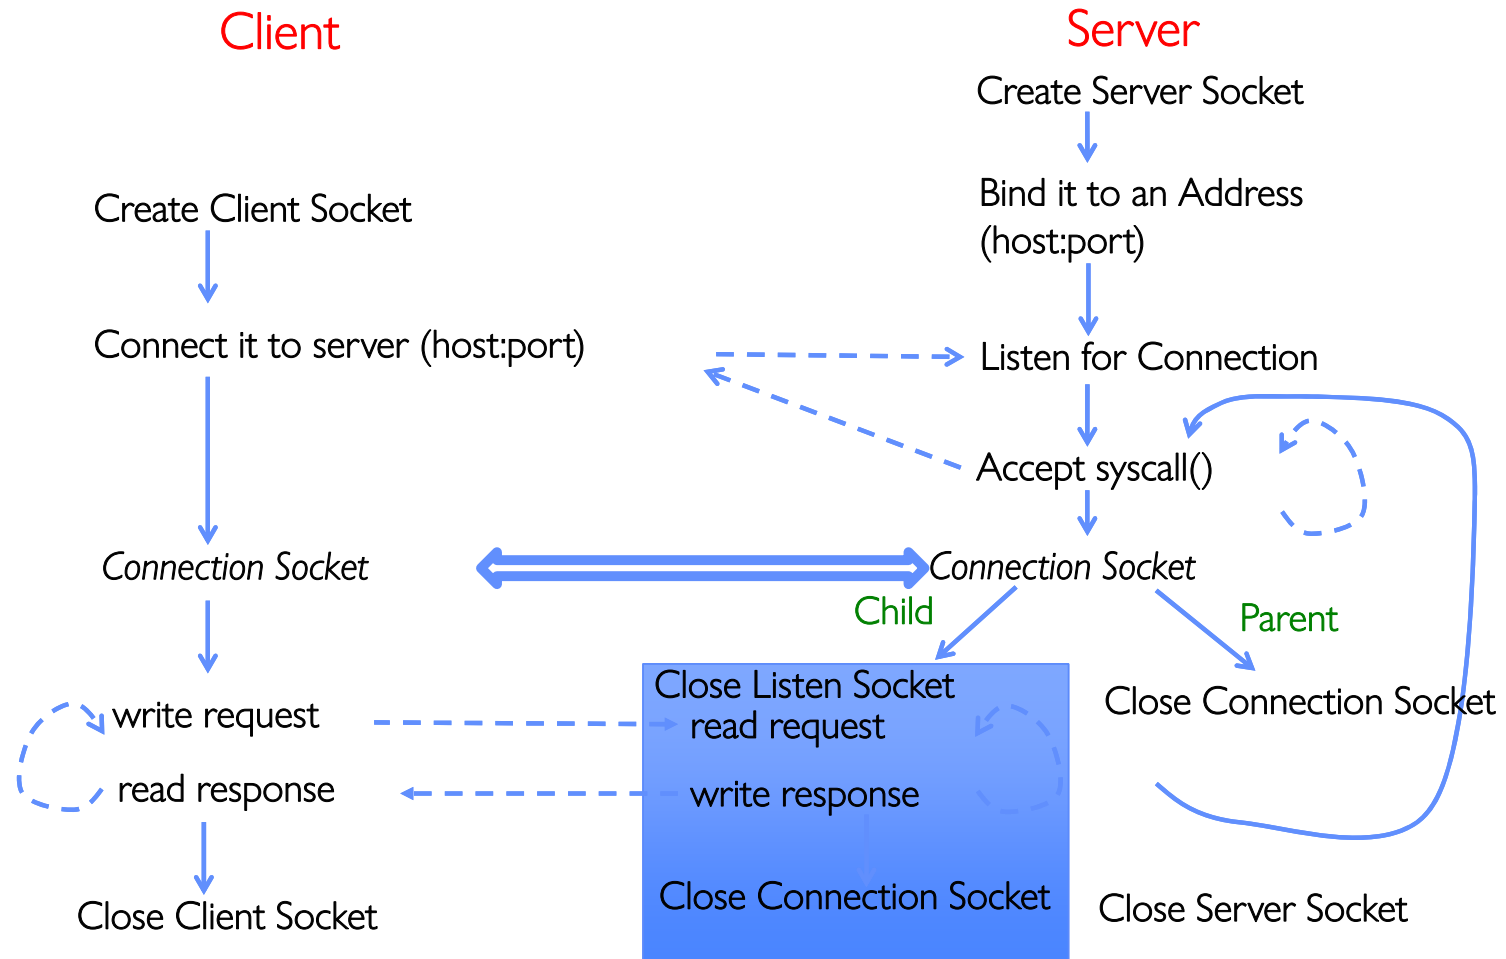 Client
Server
Create Server Socket
Create Client Socket
Bind it to an Address
(host:port)
Connect it to server (host:port)
Listen for Connection
Accept syscall()
Connection Socket
Connection Socket
Child
Parent
Close Listen Socket
Close Connection Socket
write request
read request
read response
write response
Close Connection Socket
Close Client Socket
Close Server Socket